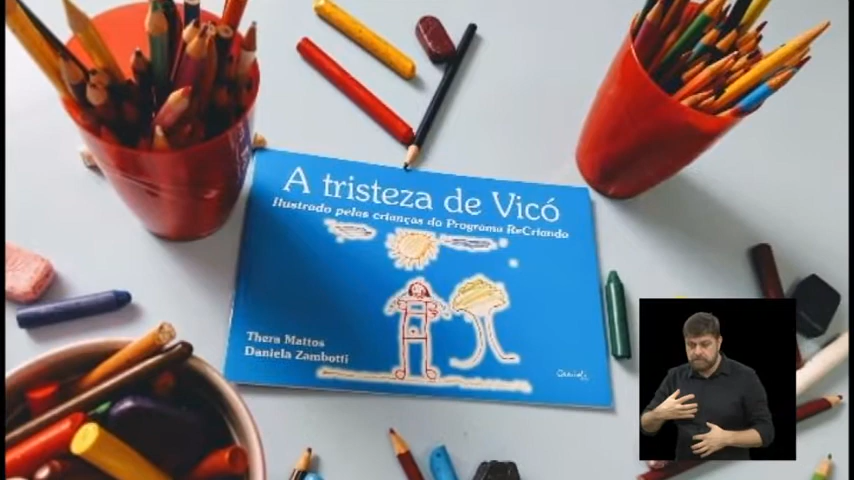 A tristeza de Vicó
Ilustrado pelas crianças do Programa ReCriando
Thera Mattos
Daniela Zambotti